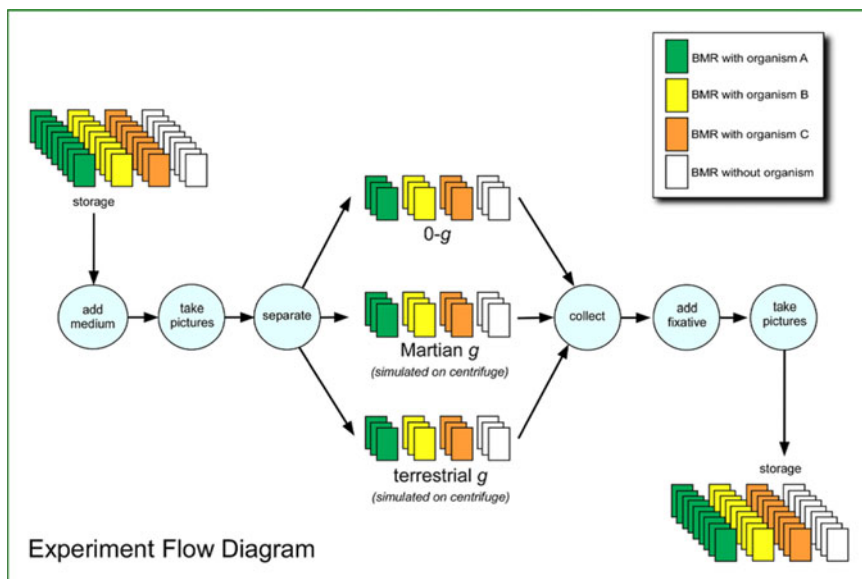 BMR with organism A
BMR with organism B
BMR with organism C
BMR without organism
storage
add
medium
take
pictures
separate
0-g
Martian g
(simulated on centrifuge)
terrestrial g
(simulated on centrifuge)
collect
add
fixative
take
pictures
storage
Experiment Flow Diagram